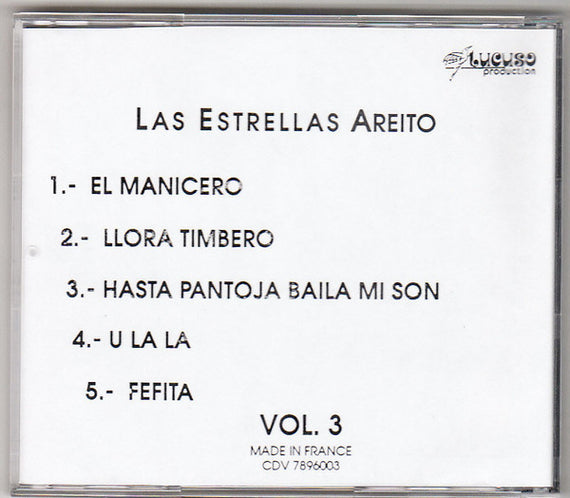 Lucuso
production
LAS ESTRELLAS AREITO
1.- EL MANICERO
2.- LLORA TIMBERO
3.- HASTA PANTOJA BAILA MI SON
4.- U LA LA
5.- FEFITA
VOL. 3
MADE IN FRANCE
CDV 7896003